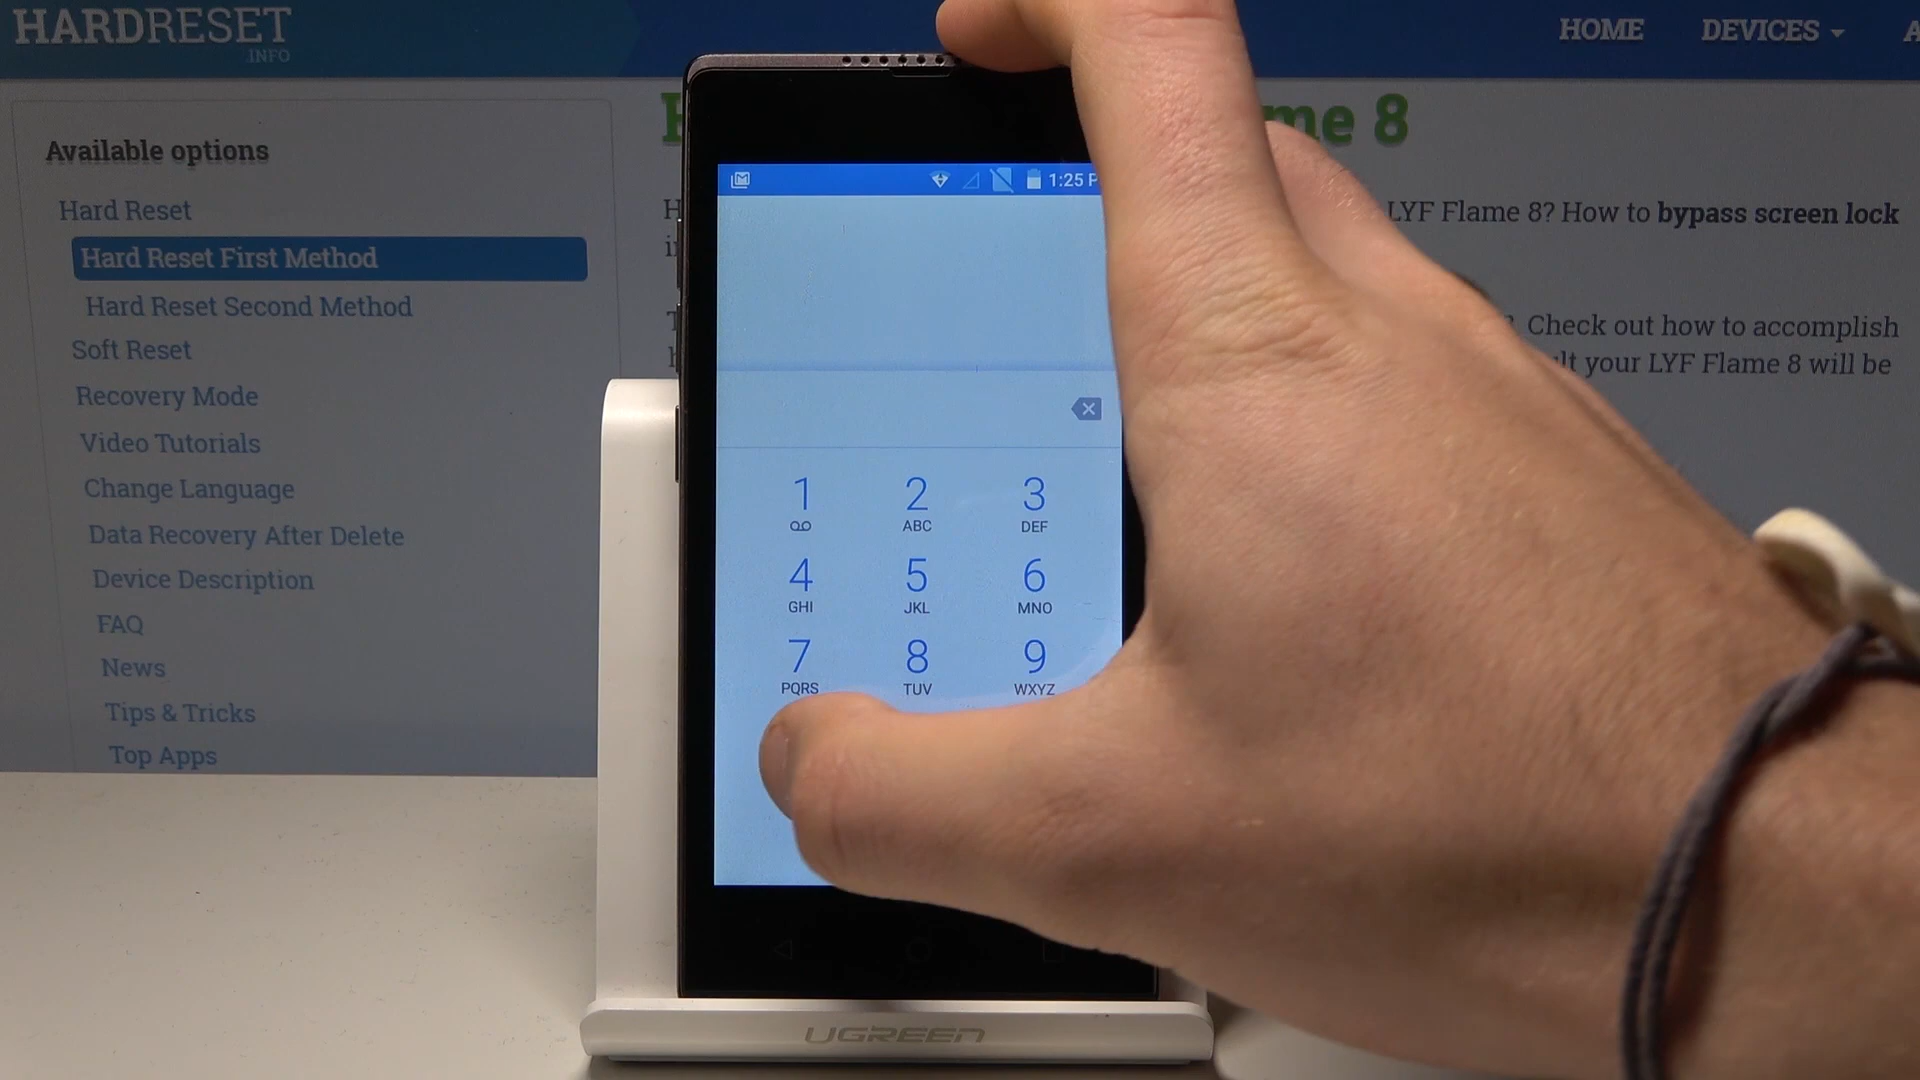 HARDRESET
.INFO
HOME DEVICES
me 8
Available options
Hard Reset
Hard Reset First Method
Hard Reset Second Method
Soft Reset
Recovery Mode
Video Tutorials
Change Language
Data Recovery After Delete
Device Description
FAQ
News
Tips & Tricks
Top Apps
LYF Flame 8? How to bypass screen lock
Check out how to accomplish
your LYF Flame 8 will be
1:25 P
1 2 3
ABC DEF
4 5 6
GHI JKL MNO
7 8 9
PQRS TUV WXYZ
UGREEN